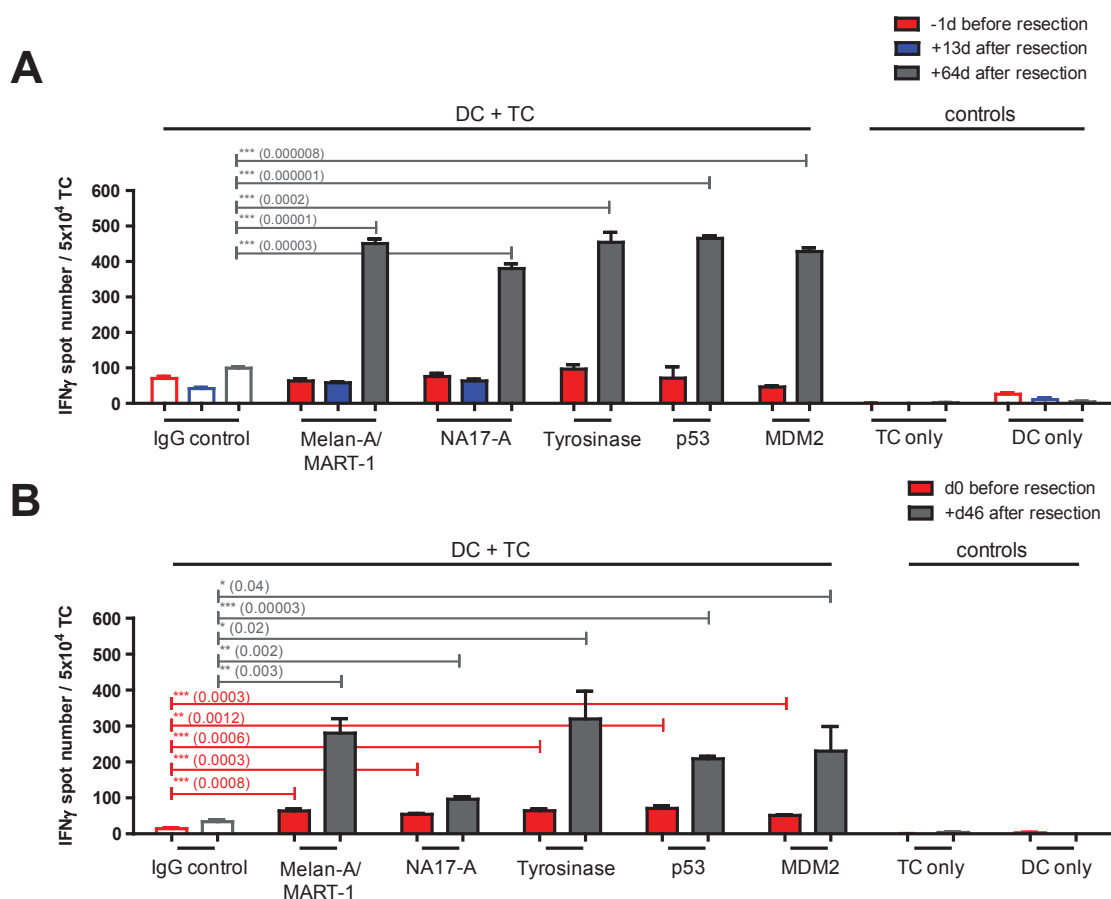 -1d before resection
+13d after resection
+64d after resection
A
DC + TC
controls
*** (0.000008)
*** (0.000001)
*** (0.0002)
*** (0.00001)
*** (0.00003)
IFNγ spot number / 5x10⁴ TC
600
500
400
300
200
100
0
IgG control
Melan-A/
MART-1
NA17-A
Tyrosinase
p53
MDM2
TC only
DC only
d0 before resection
+d46 after resection
B
DC + TC
controls
* (0.04)
*** (0.00003)
* (0.02)
** (0.002)
** (0.003)
*** (0.0003)
** (0.0012)
*** (0.0006)
*** (0.0003)
*** (0.0008)
IFNγ spot number / 5x10⁴ TC
600
500
400
300
200
100
0
IgG control
Melan-A/
MART-1
NA17-A
Tyrosinase
p53
MDM2
TC only
DC only